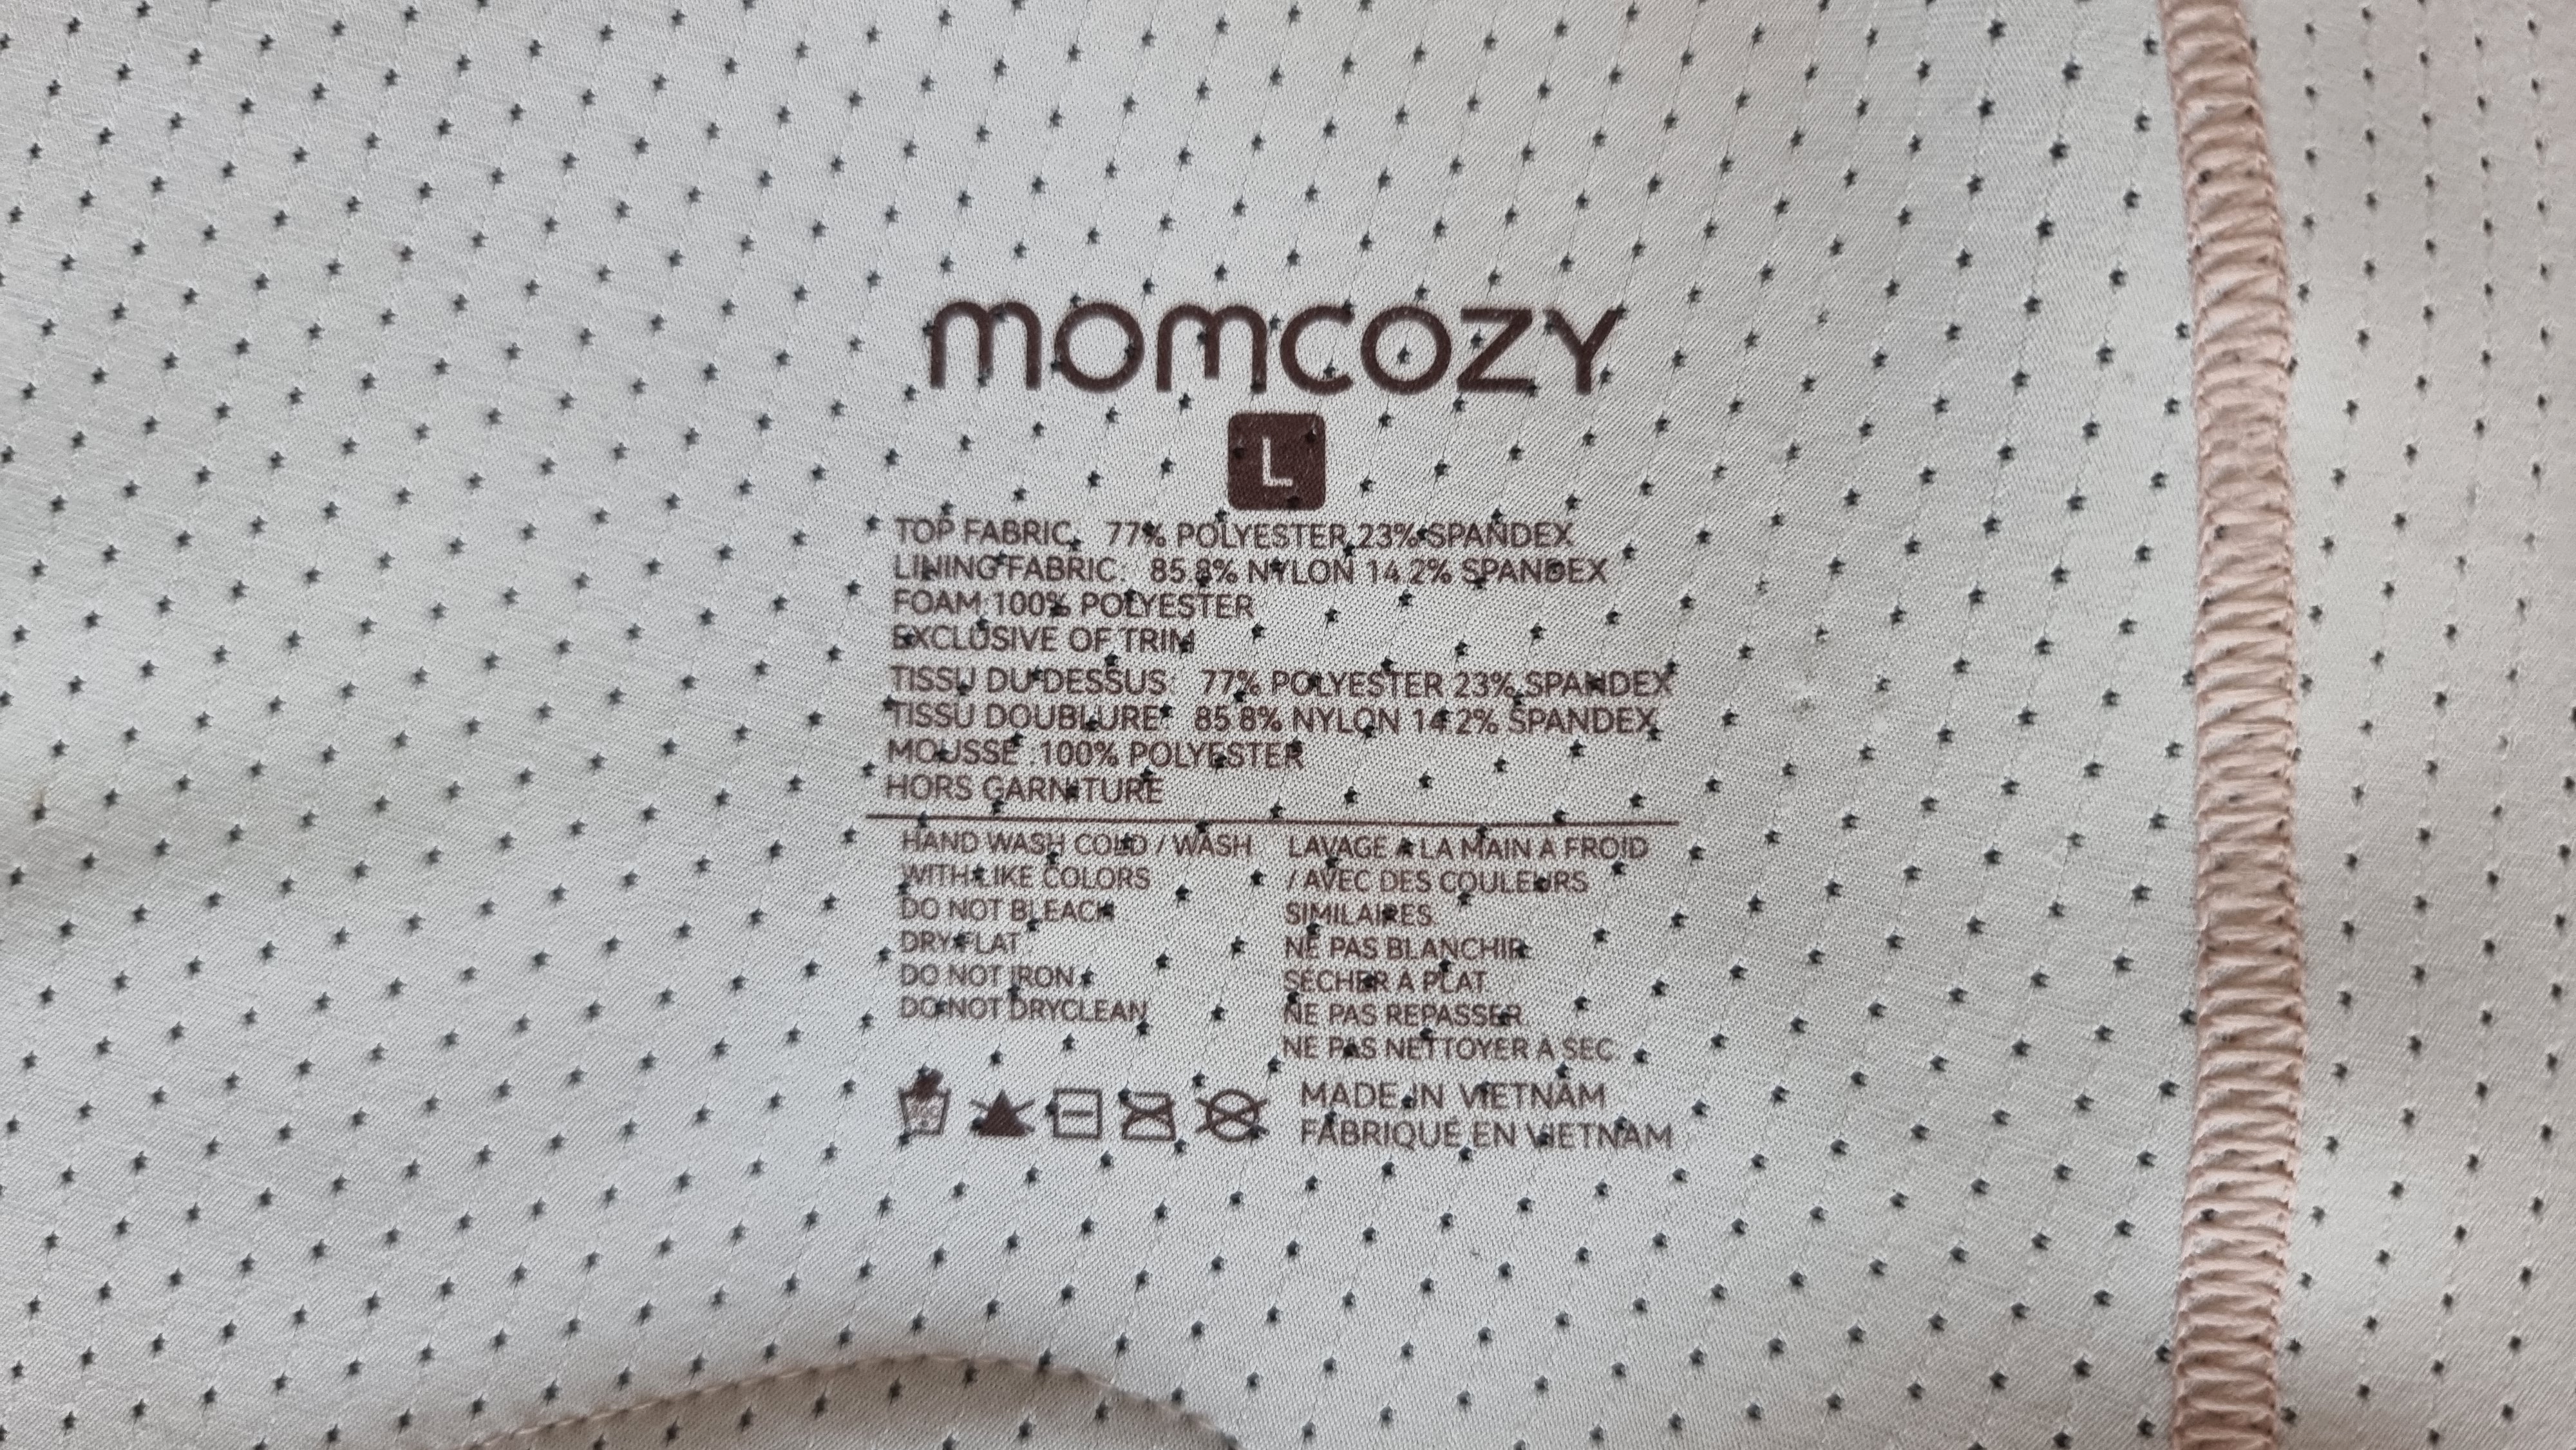 momcozy
L
TOP FABRIC: 77% POLYESTER 23% SPANDEX
LINING FABRIC: 85.8% NYLON 14.2% SPANDEX
FOAM: 100% POLYESTER
EXCLUSIVE OF TRIM
TISSU DU DESSUS 77% POLYESTER 23% SPANDEX
TISSU DOUBLURE: 85.8% NYLON 14.2% SPANDEX
MOUSSE: 100% POLYESTER
HORS GARNITURE
HAND WASH COLD / WASH
WITH LIKE COLORS
DO NOT BLEACH
DRY FLAT
DO NOT IRON
DO NOT DRYCLEAN
LAVAGE A LA MAIN A FROID
/ AVEC DES COULEURS
SIMILAIRES.
NE PAS BLANCHIR.
SÉCHER A PLAT.
NE PAS REPASSER.
NE PAS NETTOYER A SEC.
MADE IN VIETNAM
FABRIQUÉ EN VIETNAM